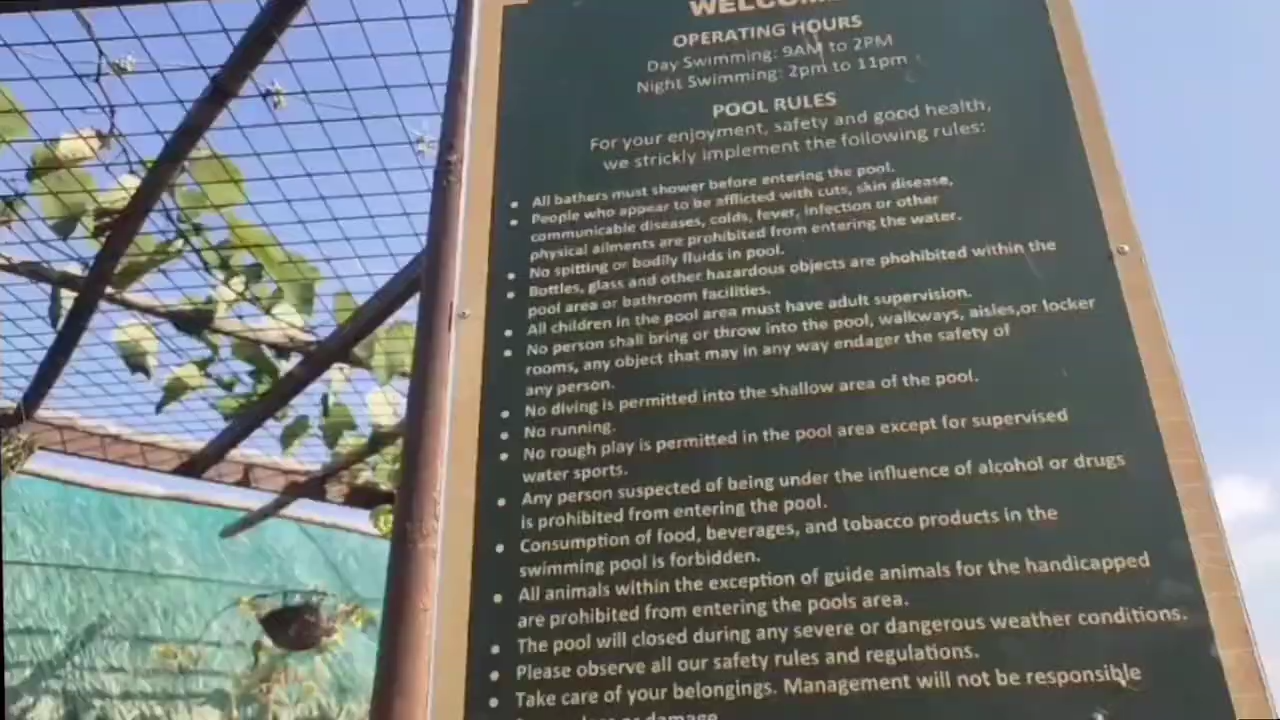 WELCOME
OPERATING HOURS
Day Swimming: 9AM to 2PM
Night Swimming: 2pm to 11pm
POOL RULES
For your enjoyment, safety and good health,
we strickly implement the following rules:
• All bathers must shower before entering the pool.
• People who appear to be afflicted with cuts, skin disease,
communicable diseases, colds, fever, infection or other
physical ailments are prohibited from entering the water.
• No spitting or bodily fluids in pool.
• Bottles, glass and other hazardous objects are phohibited within the
pool area or bathroom facilities.
• All children in the pool area must have adult supervision.
• No person shall bring or throw into the pool, walkways, aisles,or locker
rooms, any object that may in any way endager the safety of
any person.
• No diving is permitted into the shallow area of the pool.
• No running.
• No rough play is permitted in the pool area except for supervised
water sports.
• Any person suspected of being under the influence of alcohol or drugs
is prohibited from entering the pool.
• Consumption of food, beverages, and tobacco products in the
swimming pool is forbidden.
• All animals within the exception of guide animals for the handicapped
are prohibited from entering the pools area.
• The pool will closed during any severe or dangerous weather conditions.
• Please observe all our safety rules and regulations.
• Take care of your belongings. Management will not be responsible
or damage